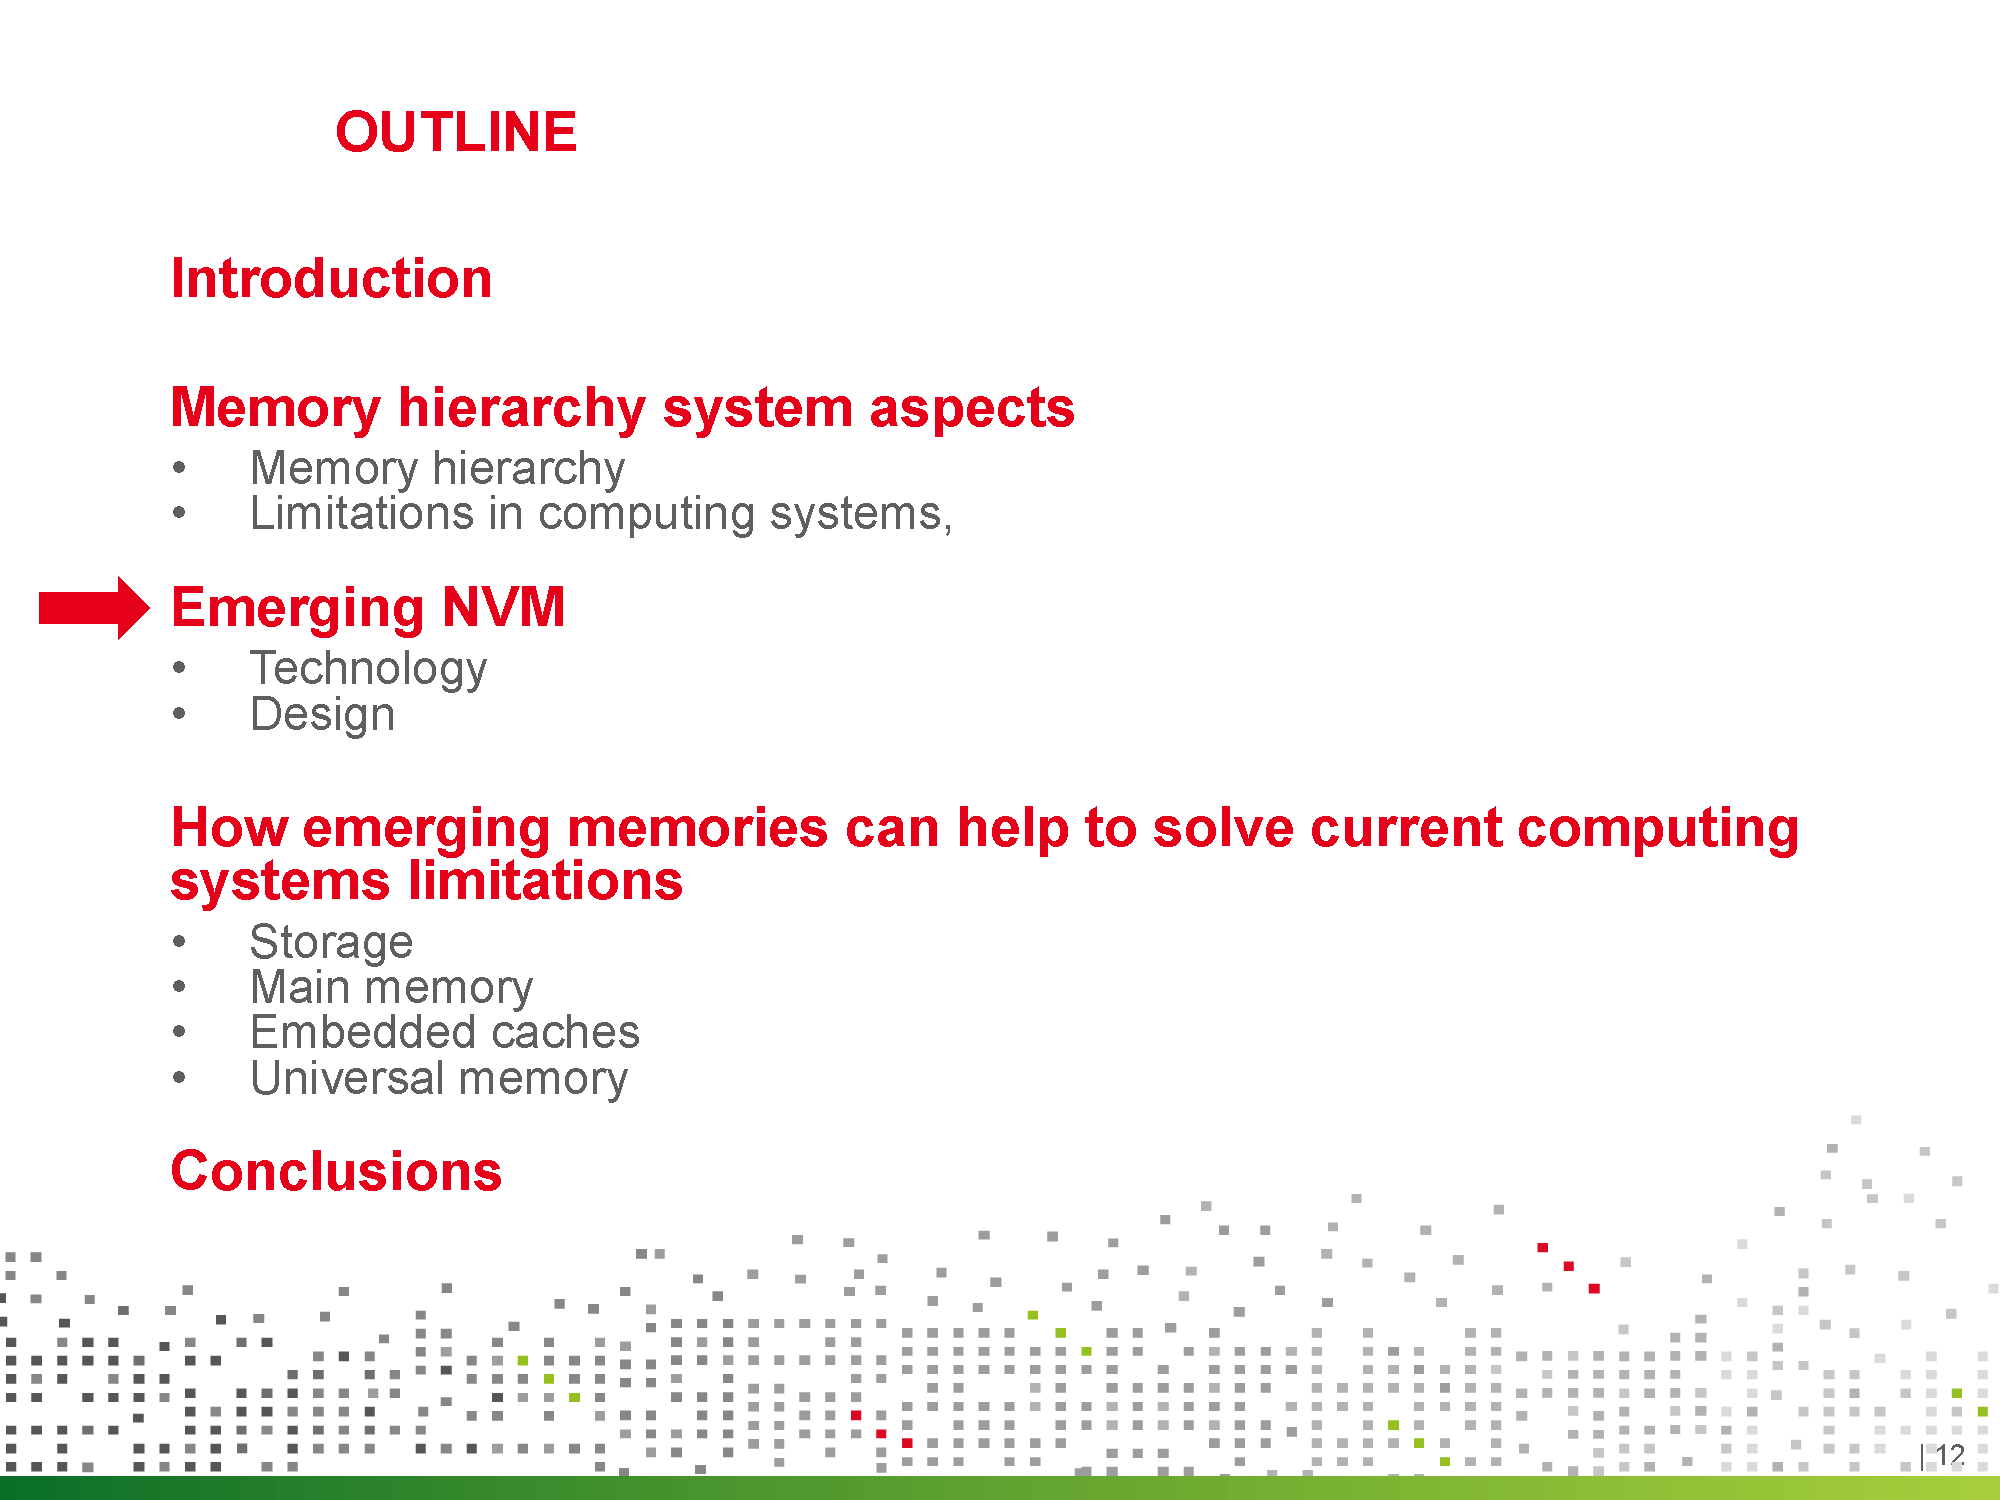 OUTLINE
Introduction
Memory hierarchy system aspects
• Memory hierarchy
• Limitations in computing systems,
Emerging NVM
• Technology
• Design
How emerging memories can help to solve current computing
systems limitations
• Storage
• Main memory
• Embedded caches
• Universal memory
Conclusions
| 12